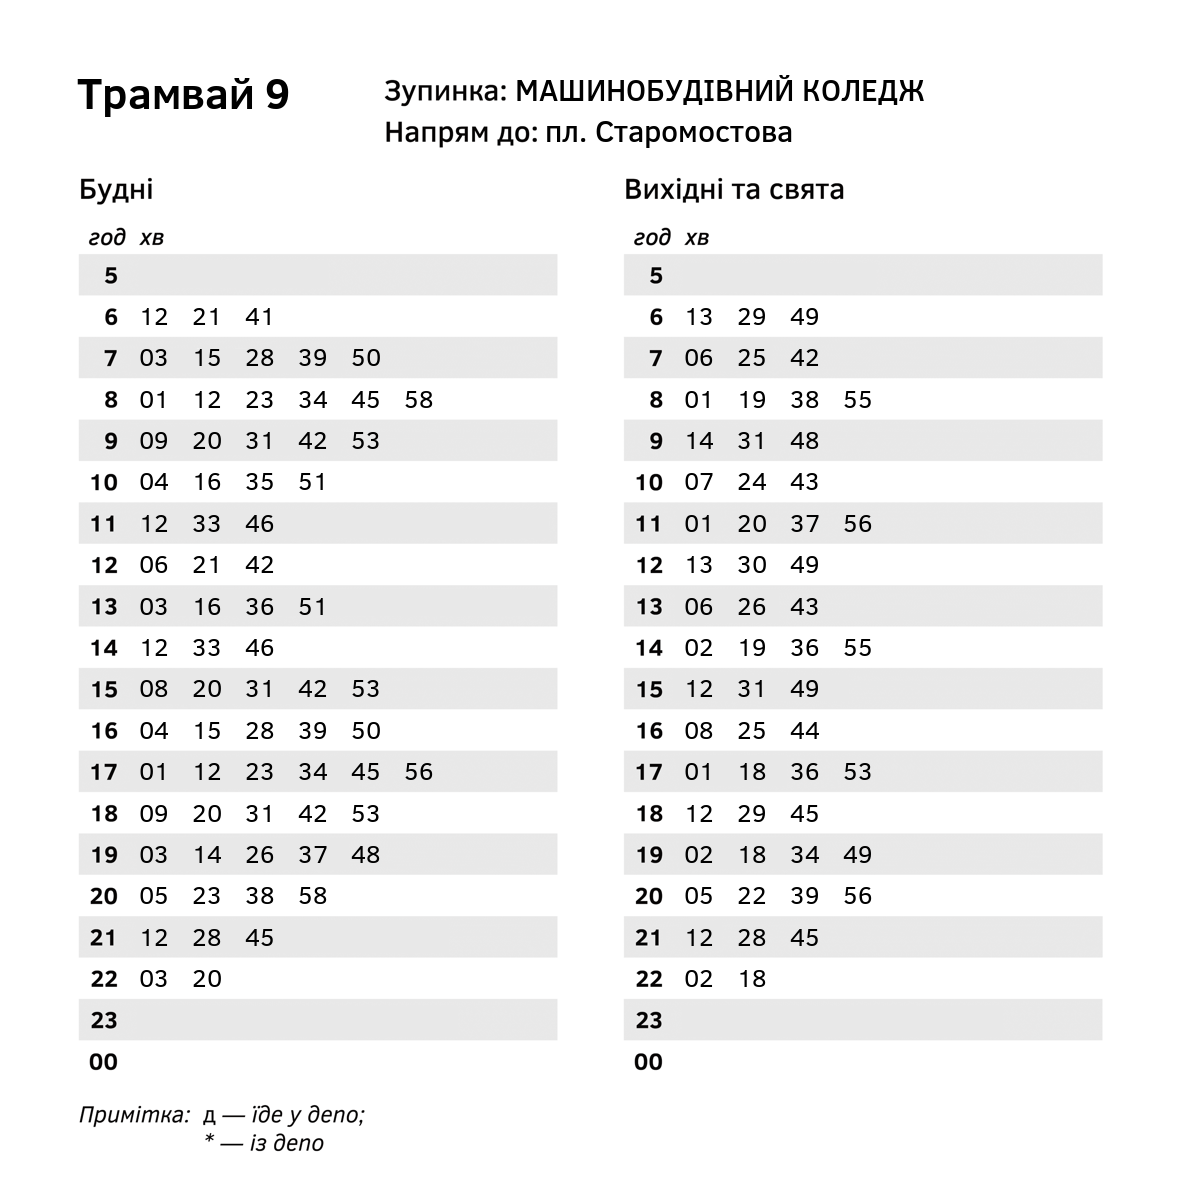 Трамвай 9
Зупинка: МАШИНОБУДІВНИЙ КОЛЕДЖ
Напрям до: пл. Старомостова
Будні
год хв
5
6 12 21 41
7 03 15 28 39 50
8 01 12 23 34 45 58
9 09 20 31 42 53
10 04 16 35 51
11 12 33 46
12 06 21 42
13 03 16 36 51
14 12 33 46
15 08 20 31 42 53
16 04 15 28 39 50
17 01 12 23 34 45 56
18 09 20 31 42 53
19 03 14 26 37 48
20 05 23 38 58
21 12 28 45
22 03 20
23
00
Вихідні та свята
год хв
5
6 13 29 49
7 06 25 42
8 01 19 38 55
9 14 31 48
10 07 24 43
11 01 20 37 56
12 13 30 49
13 06 26 43
14 02 19 36 55
15 12 31 49
16 08 25 44
17 01 18 36 53
18 12 29 45
19 02 18 34 49
20 05 22 39 56
21 12 28 45
22 02 18
23
00
Примітка: д — їде у депо;
* — із депо